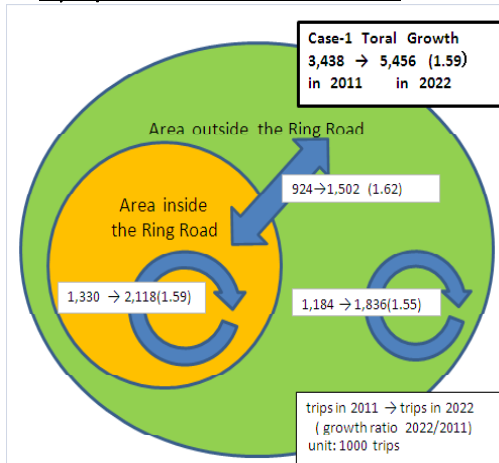 Case-1 Toral Growth
3,438 → 5,456 (1.59)
in 2011 in 2022
Area outside the Ring Road
924→1,502 (1.62)
Area inside
the Ring Road
1,330 → 2,118(1.59)
1,184 → 1,836(1.55)
trips in 2011 → trips in 2022
( growth ratio 2022/2011)
unit: 1000 trips